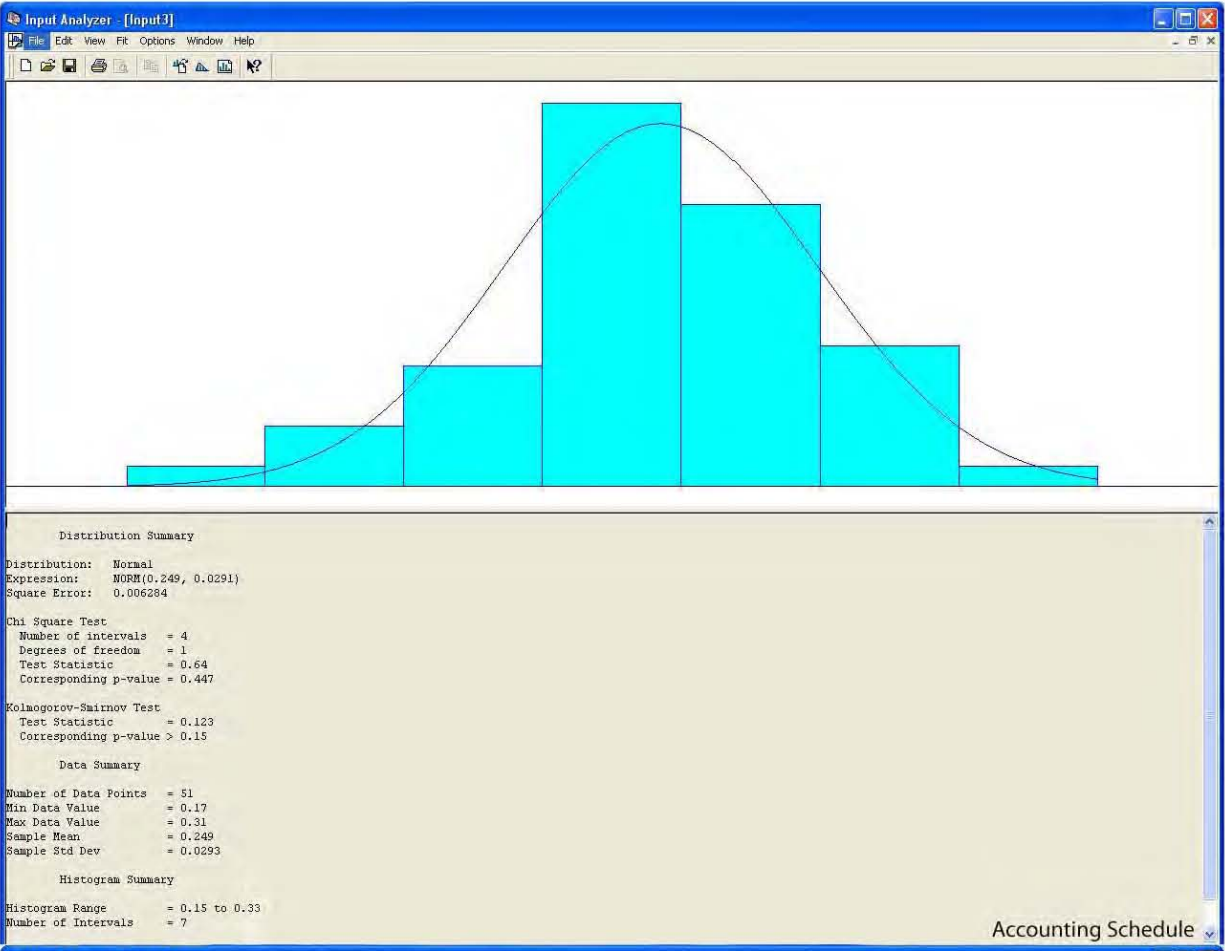 Input Analyzer - [Input3]
File Edit View Fit Options Window Help
Distribution Summary
Distribution: Normal
Expression: NORM(0.249, 0.0291)
Square Error: 0.006284
Chi Square Test
Number of intervals = 4
Degrees of freedom = 1
Test Statistic = 0.64
Corresponding p-value = 0.447
Kolmogorov-Smirnov Test
Test Statistic = 0.123
Corresponding p-value > 0.15
Data Summary
Number of Data Points = 51
Min Data Value = 0.17
Max Data Value = 0.31
Sample Mean = 0.249
Sample Std Dev = 0.0293
Histogram Summary
Histogram Range = 0.15 to 0.33
Number of Intervals = 7
Accounting Schedule